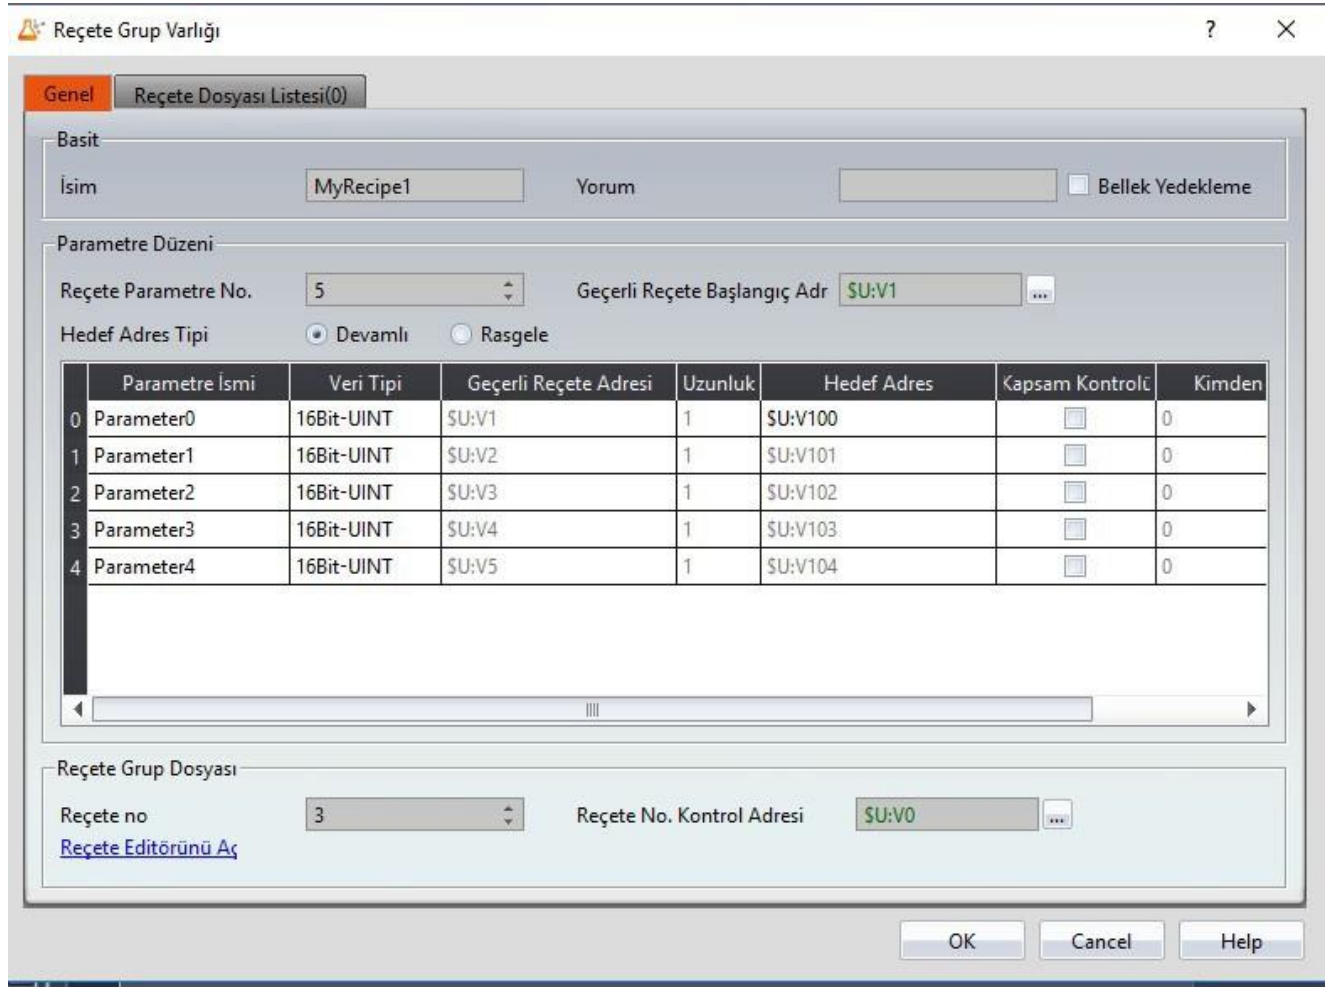 Reçete Grup Varlığı ? ×
Genel Reçete Dosyası Listesi(0)
Basit
İsim MyRecipe1 Yorum Bellek Yedekleme
Parametre Düzeni
Reçete Parametre No. 5 Geçerli Reçete Başlangıç Adr $U:V1 ...
Hedef Adres Tipi Devamlı Rasgele
Parametre İsmi Veri Tipi Geçerli Reçete Adresi Uzunluk Hedef Adres Kapsam Kontrolü Kimden
0 Parameter0 16Bit-UINT $U:V1 1 $U:V100 0
1 Parameter1 16Bit-UINT $U:V2 1 $U:V101 0
2 Parameter2 16Bit-UINT $U:V3 1 $U:V102 0
3 Parameter3 16Bit-UINT $U:V4 1 $U:V103 0
4 Parameter4 16Bit-UINT $U:V5 1 $U:V104 0
Reçete Grup Dosyası
Reçete no 3 Reçete No. Kontrol Adresi $U:V0 ...
Reçete Editörünü Aç
OK Cancel Help